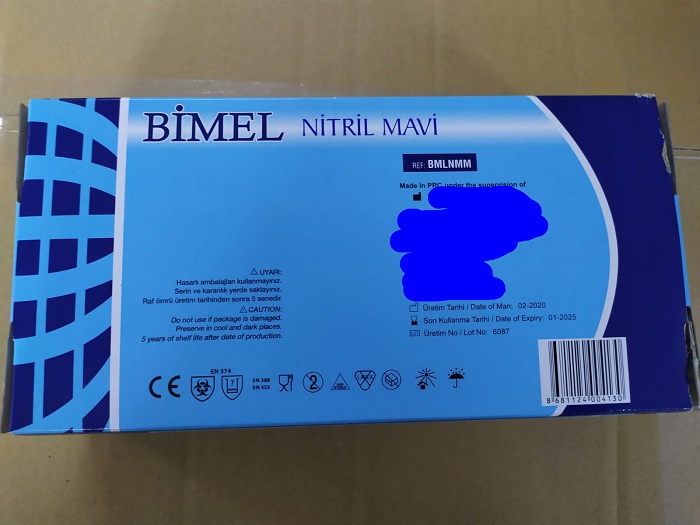 BİMEL NİTRİL MAVİ
REF: BMLNMM
Made In PRC under the supervision of
UYARI:
Hasarlı ambalajları kullanmayınız.
Serin ve karanlık yerde saklayınız.
Raf ömrü üretim tarihinden sonra 5 senedir.
CAUTION:
Do not use if package is damaged.
Preserve in cool and dark places.
5 years of shelf life after date of production.
Üretim Tarihi / Date of Man: 02-2020
Son Kullanma Tarihi / Date of Expiry: 01-2025
LOT Üretim No / Lot No: 6087
CE
EN 374
EN 388
EN 455
2
8 681124 004130